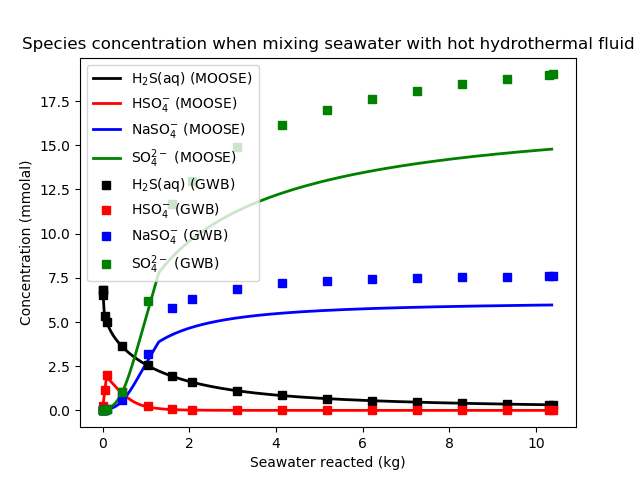 Species concentration when mixing seawater with hot hydrothermal fluid
H₂S(aq) (MOOSE)
HSO₄⁻ (MOOSE)
NaSO₄⁻ (MOOSE)
SO₄²⁻ (MOOSE)
H₂S(aq) (GWB)
HSO₄⁻ (GWB)
NaSO₄⁻ (GWB)
SO₄²⁻ (GWB)
Concentration (mmolal)
17.5
15.0
12.5
10.0
7.5
5.0
2.5
0.0
0 2 4 6 8 10
Seawater reacted (kg)